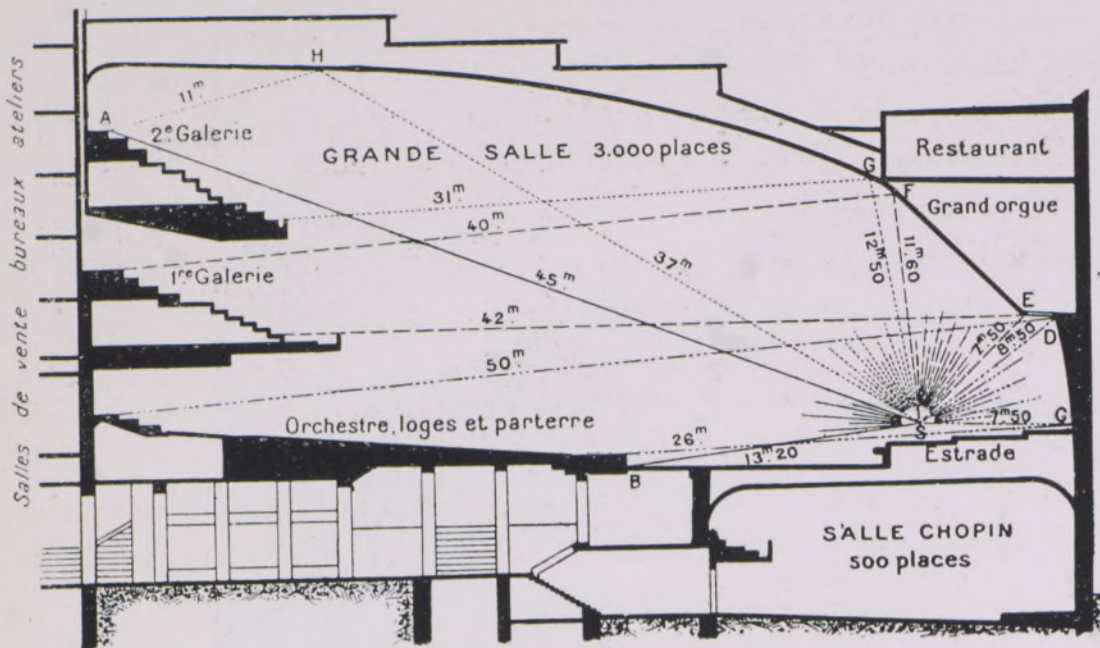 H
11m
A
2e Galerie
GRANDE SALLE 3.000 places
Restaurant
G
F
Grand orgue
31m
40m
1re Galerie
12m50
11m60
37m
45m
E
42m
7m50
8m50
D
50m
Orchestre, loges et parterre
S
7m50
C
26m
13m.20
B
Estrade
SALLE CHOPIN
500 places
Salles de vente bureaux ateliers